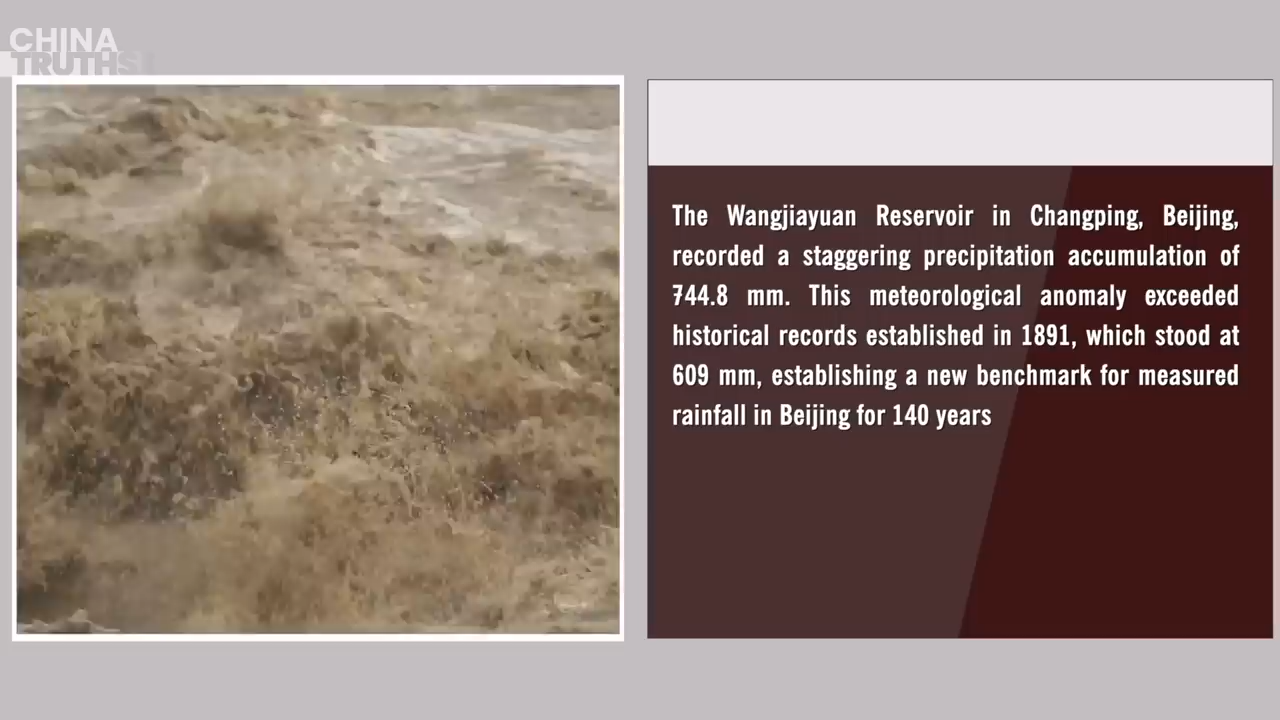 CHINA
TRUTHS
The Wangjiayuan Reservoir in Changping, Beijing,
recorded a staggering precipitation accumulation of
744.8 mm. This meteorological anomaly exceeded
historical records established in 1891, which stood at
609 mm, establishing a new benchmark for measured
rainfall in Beijing for 140 years